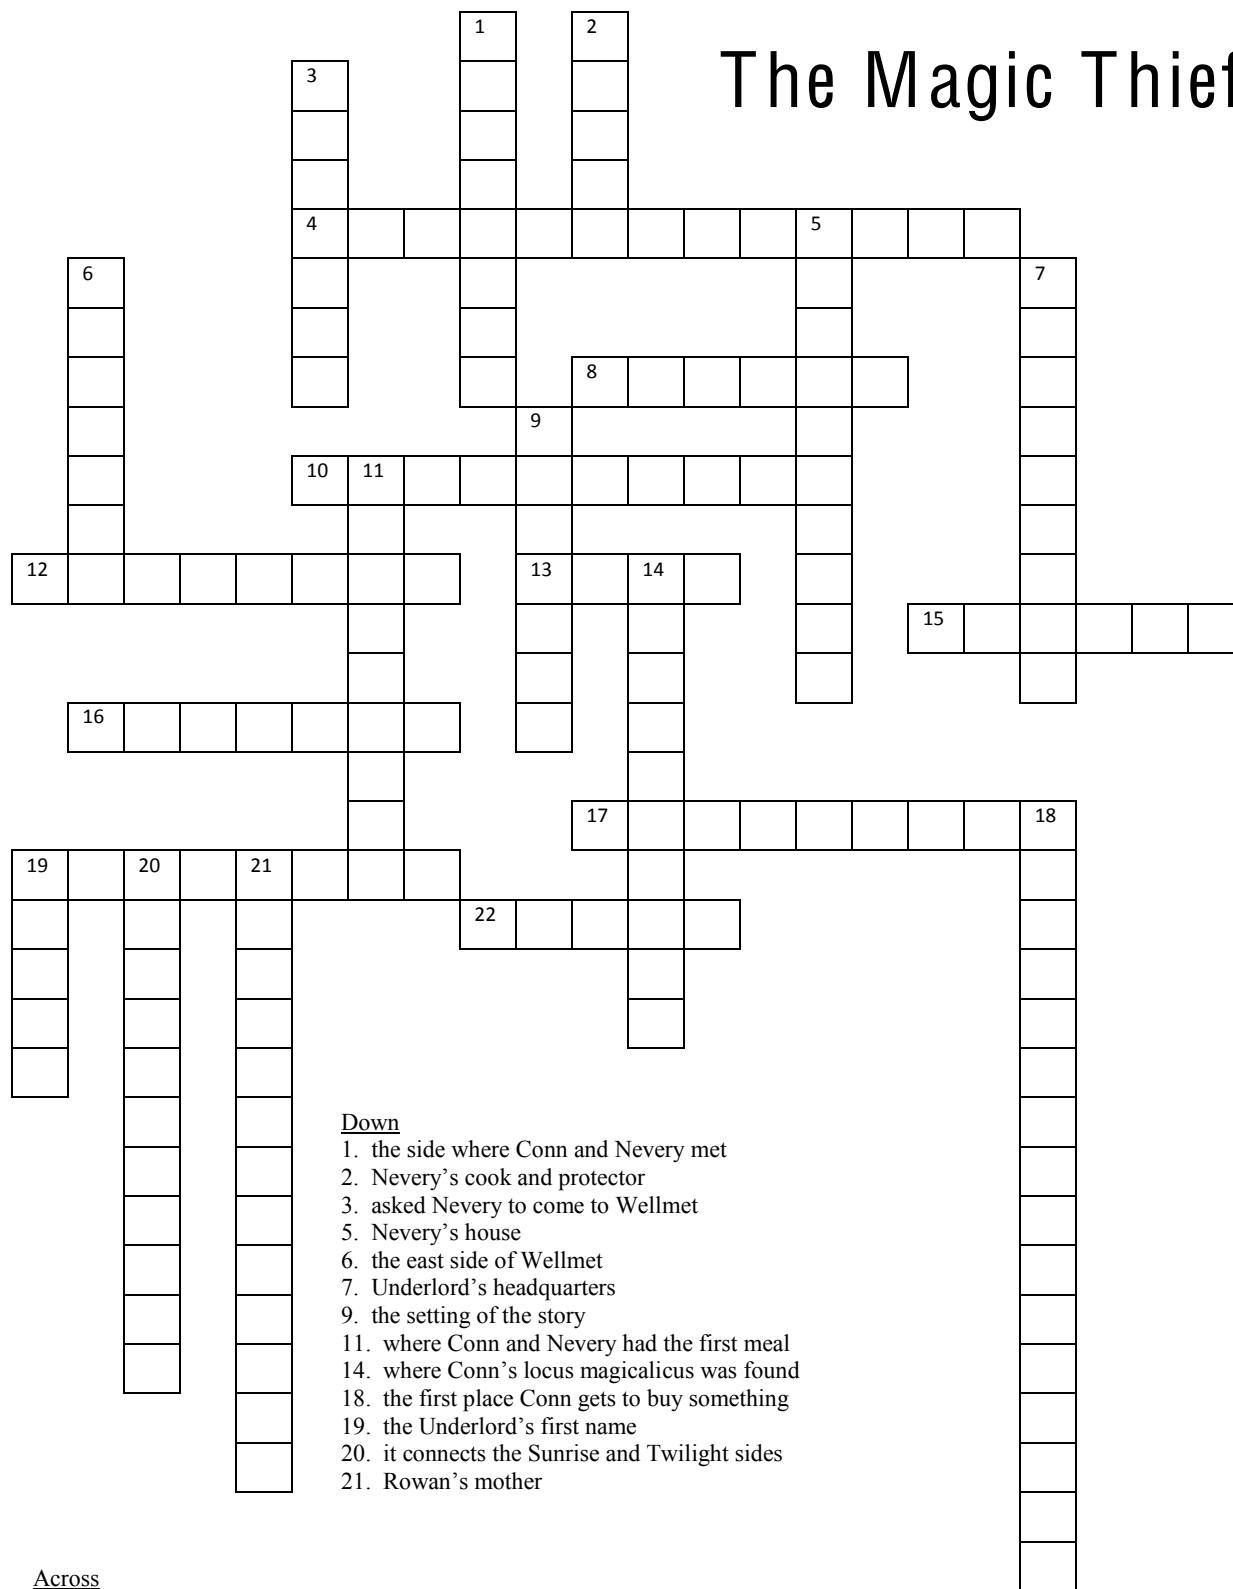 1 2
The Magic Thief
3
4 5
6 7
8
9
10 11
12 13 14
15
16
17 18
19 20 21
22
Down
1. the side where Conn and Nevery met
2. Nevery’s cook and protector
3. asked Nevery to come to Wellmet
5. Nevery’s house
6. the east side of Wellmet
7. Underlord’s headquarters
9. the setting of the story
11. where Conn and Nevery had the first meal
14. where Conn’s locus magicalicus was found
18. the first place Conn gets to buy something
19. the Underlord’s first name
20. it connects the Sunrise and Twilight sides
21. Rowan’s mother
Across